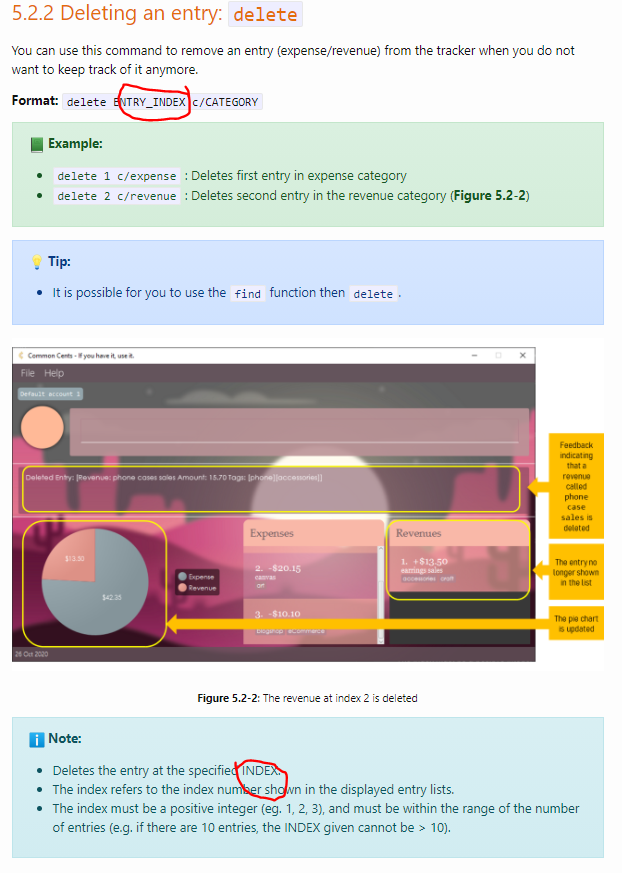 5.2.2 Deleting an entry: delete
You can use this command to remove an entry (expense/revenue) from the tracker when you do not
want to keep track of it anymore.
Format: delete ENTRY_INDEX c/CATEGORY
Example:
delete 1 c/expense : Deletes first entry in expense category
delete 2 c/revenue : Deletes second entry in the revenue category (Figure 5.2-2)
Tip:
It is possible for you to use the find function then delete .
Common Cents - If you have it, use it.
File Help
Default account 1
Deleted Entry: [Revenue: phone cases sales Amount: 15.70 Tags: [phone][accessories]]
Feedback
indicating
that a
revenue
called
phone
case
sales is
deleted
$13.50
$42.35
Expense
Revenue
Expenses
2. -$20.15
canvas
art
3. -$10.10
blogshop eCommerce
Revenues
1. +$13.50
earrings sales
accessories craft
The entry no
longer shown
in the list
The pie chart
is updated
26 Oct 2020
Figure 5.2-2: The revenue at index 2 is deleted
Note:
Deletes the entry at the specified INDEX.
The index refers to the index number shown in the displayed entry lists.
The index must be a positive integer (eg. 1, 2, 3), and must be within the range of the number
of entries (e.g. if there are 10 entries, the INDEX given cannot be > 10).